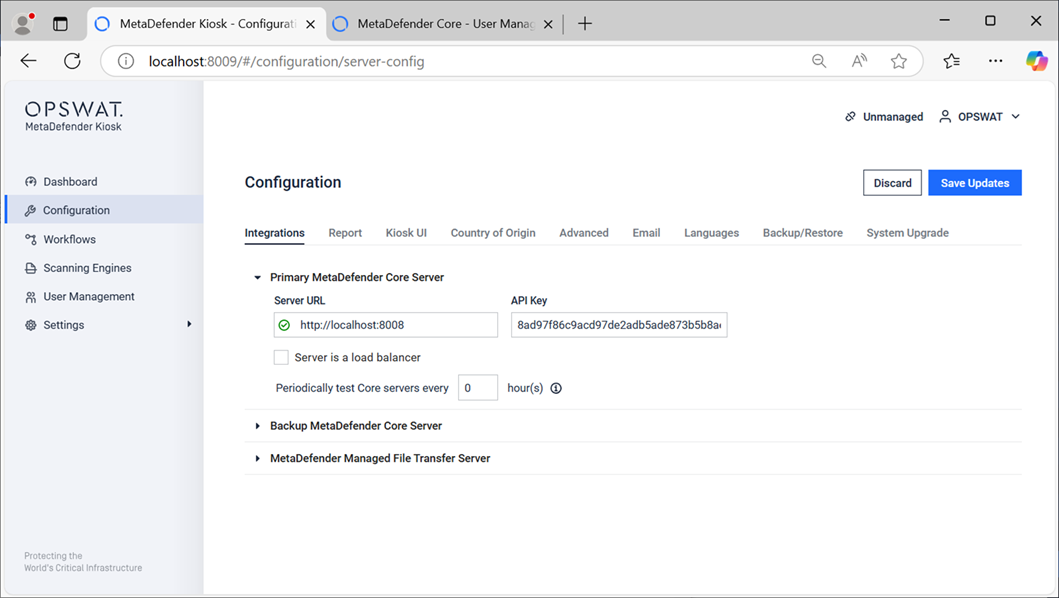 MetaDefender Kiosk - Configurati
MetaDefender Core - User Manag
localhost:8009/#/configuration/server-config
OPSWAT.
MetaDefender Kiosk
Unmanaged
OPSWAT
Dashboard
Configuration
Workflows
Scanning Engines
User Management
Settings
Configuration
Discard
Save Updates
Integrations Report Kiosk UI Country of Origin Advanced Email Languages Backup/Restore System Upgrade
Primary MetaDefender Core Server
Server URL API Key
http://localhost:8008 8ad97f86c9acd97de2adb5ade873b5b8a
Server is a load balancer
Periodically test Core servers every 0 hour(s)
Backup MetaDefender Core Server
MetaDefender Managed File Transfer Server
Protecting the
World's Critical Infrastructure